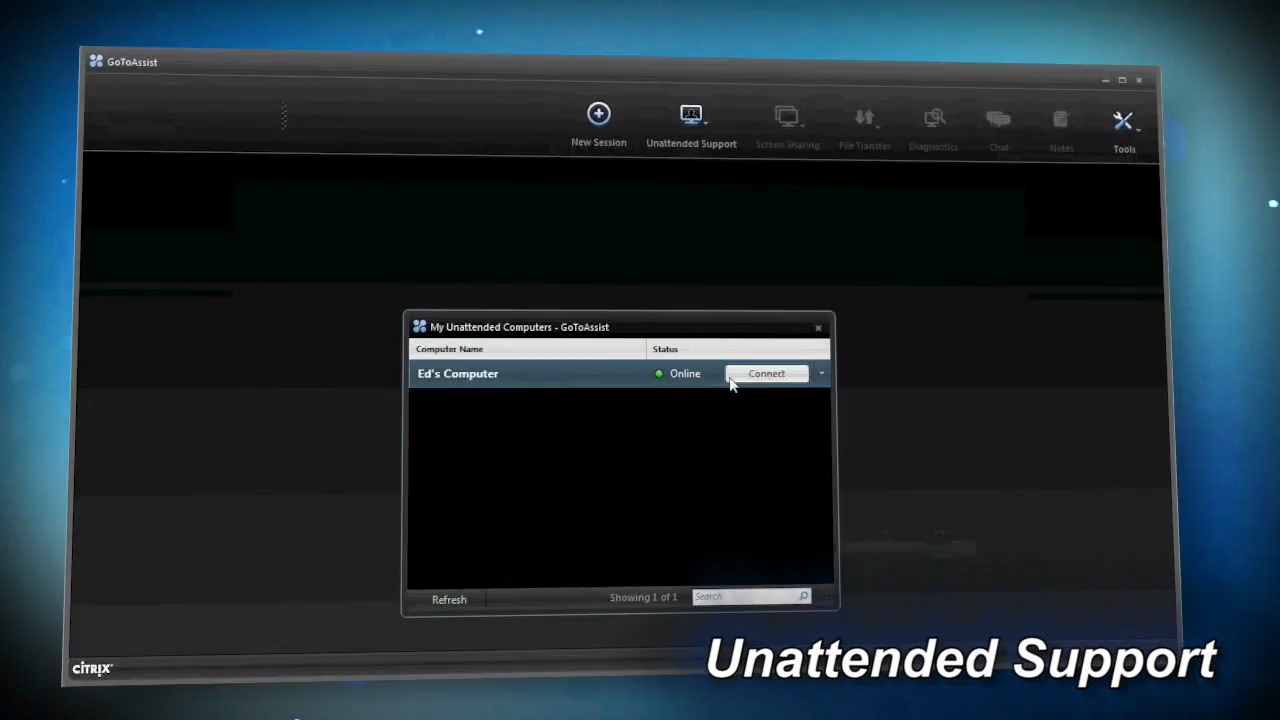 GoToAssist
New Session
Unattended Support
Screen Sharing
File Transfer
Diagnostics
Chat
Notes
Tools
My Unattended Computers - GoToAssist
Computer Name
Status
Ed's Computer
Online
Connect
Refresh
Showing 1 of 1
Search
CITRIX
Unattended Support